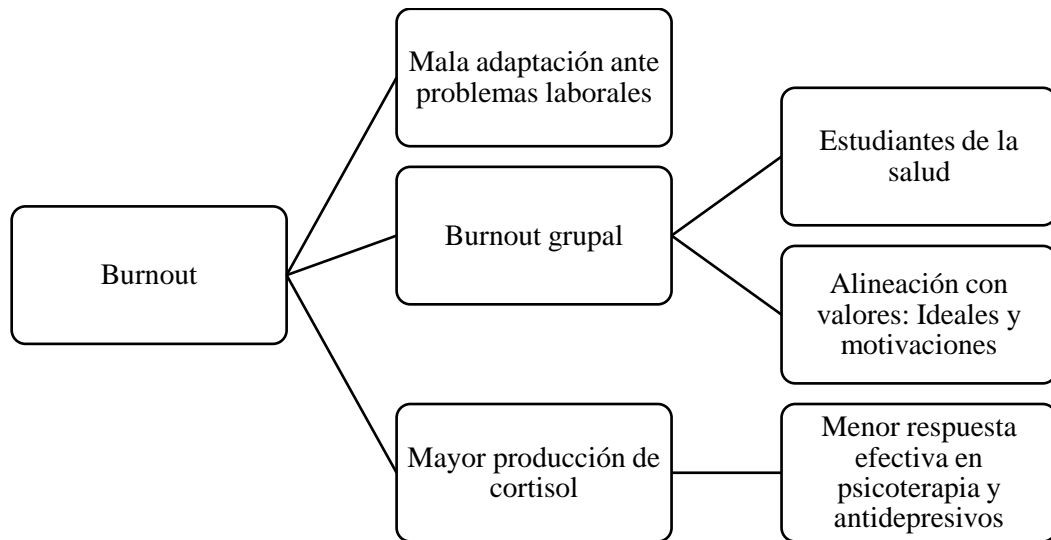 Burnout
Mala adaptación ante
problemas laborales
Burnout grupal
Estudiantes de la
salud
Alineación con
valores: Ideales y
motivaciones
Mayor producción de
cortisol
Menor respuesta
efectiva en
psicoterapia y
antidepresivos